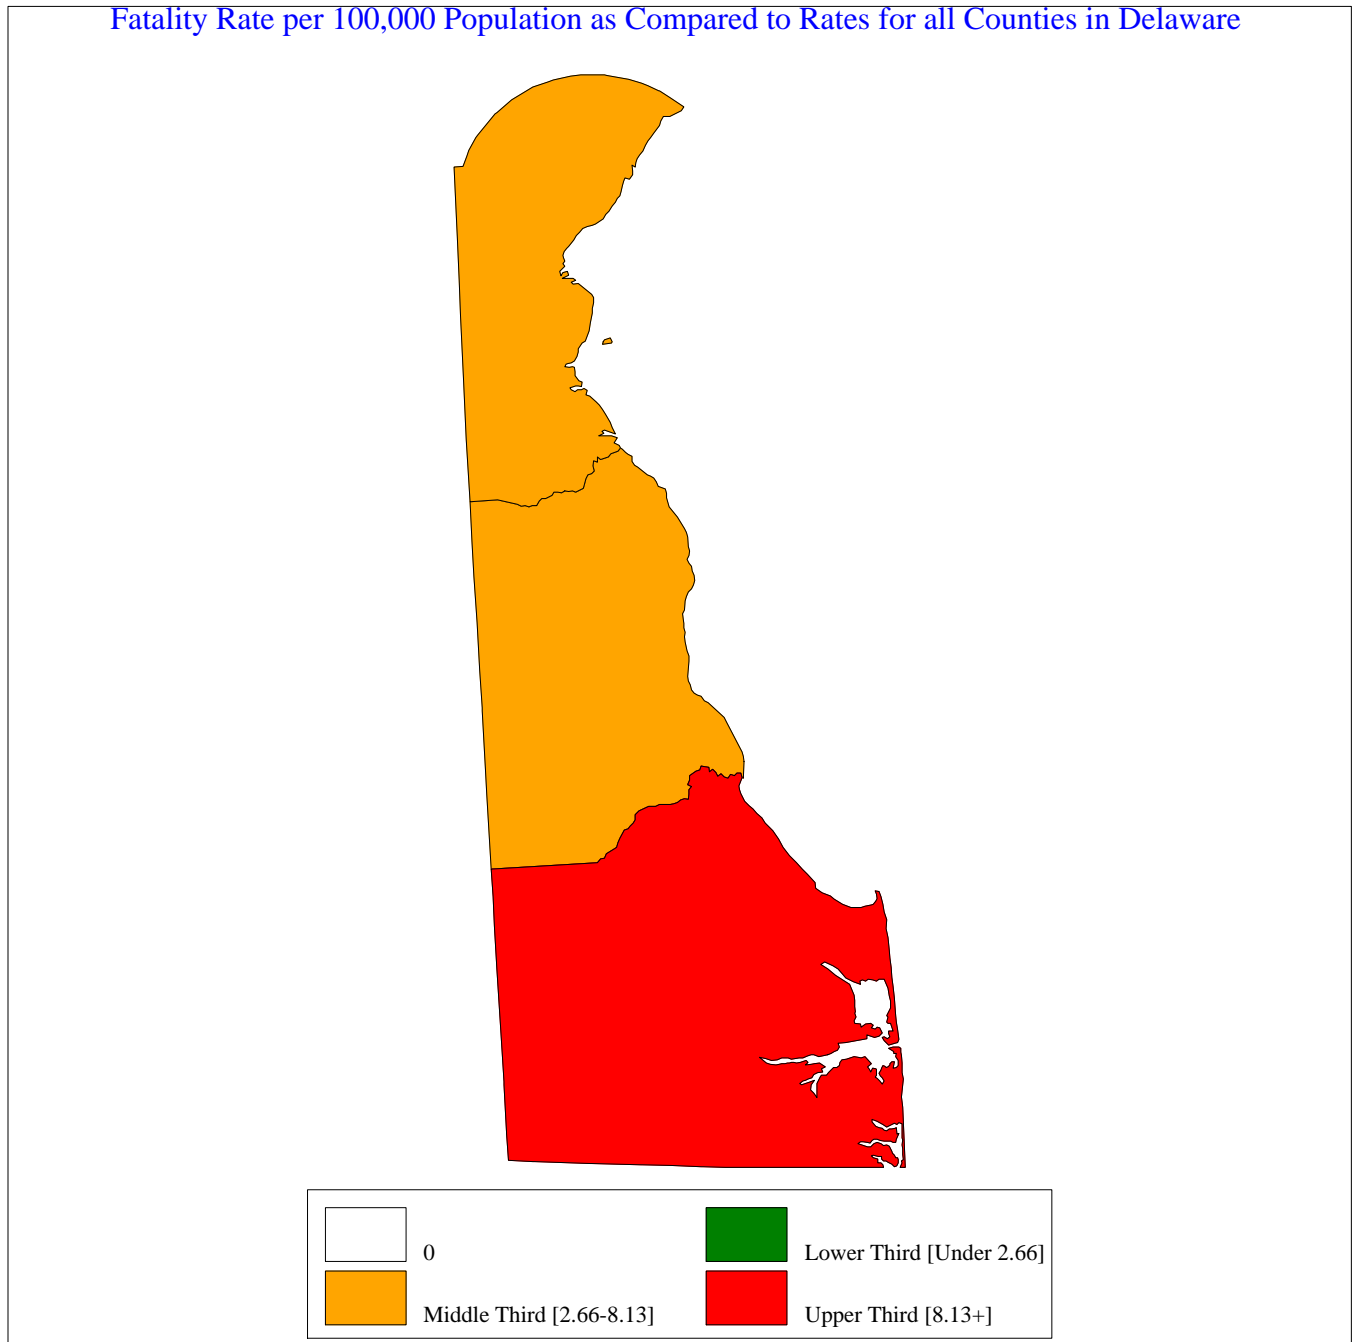 Fatality Rate per 100,000 Population as Compared to Rates for all Counties in Delaware
0
Lower Third [Under 2.66]
Middle Third [2.66-8.13]
Upper Third [8.13+]